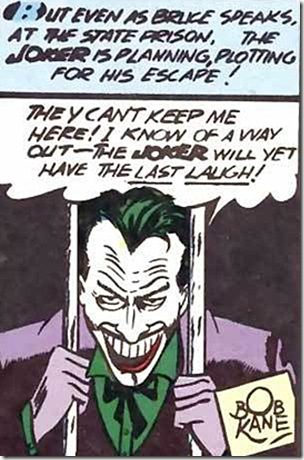 BUT EVEN AS BRUCE SPEAKS,
AT THE STATE PRISON, THE
JOKER IS PLANNING, PLOTTING
FOR HIS ESCAPE!
THEY CAN'T KEEP ME
HERE! I KNOW OF A WAY
OUT—THE JOKER WILL YET
HAVE THE LAST LAUGH!
BOB
KANE